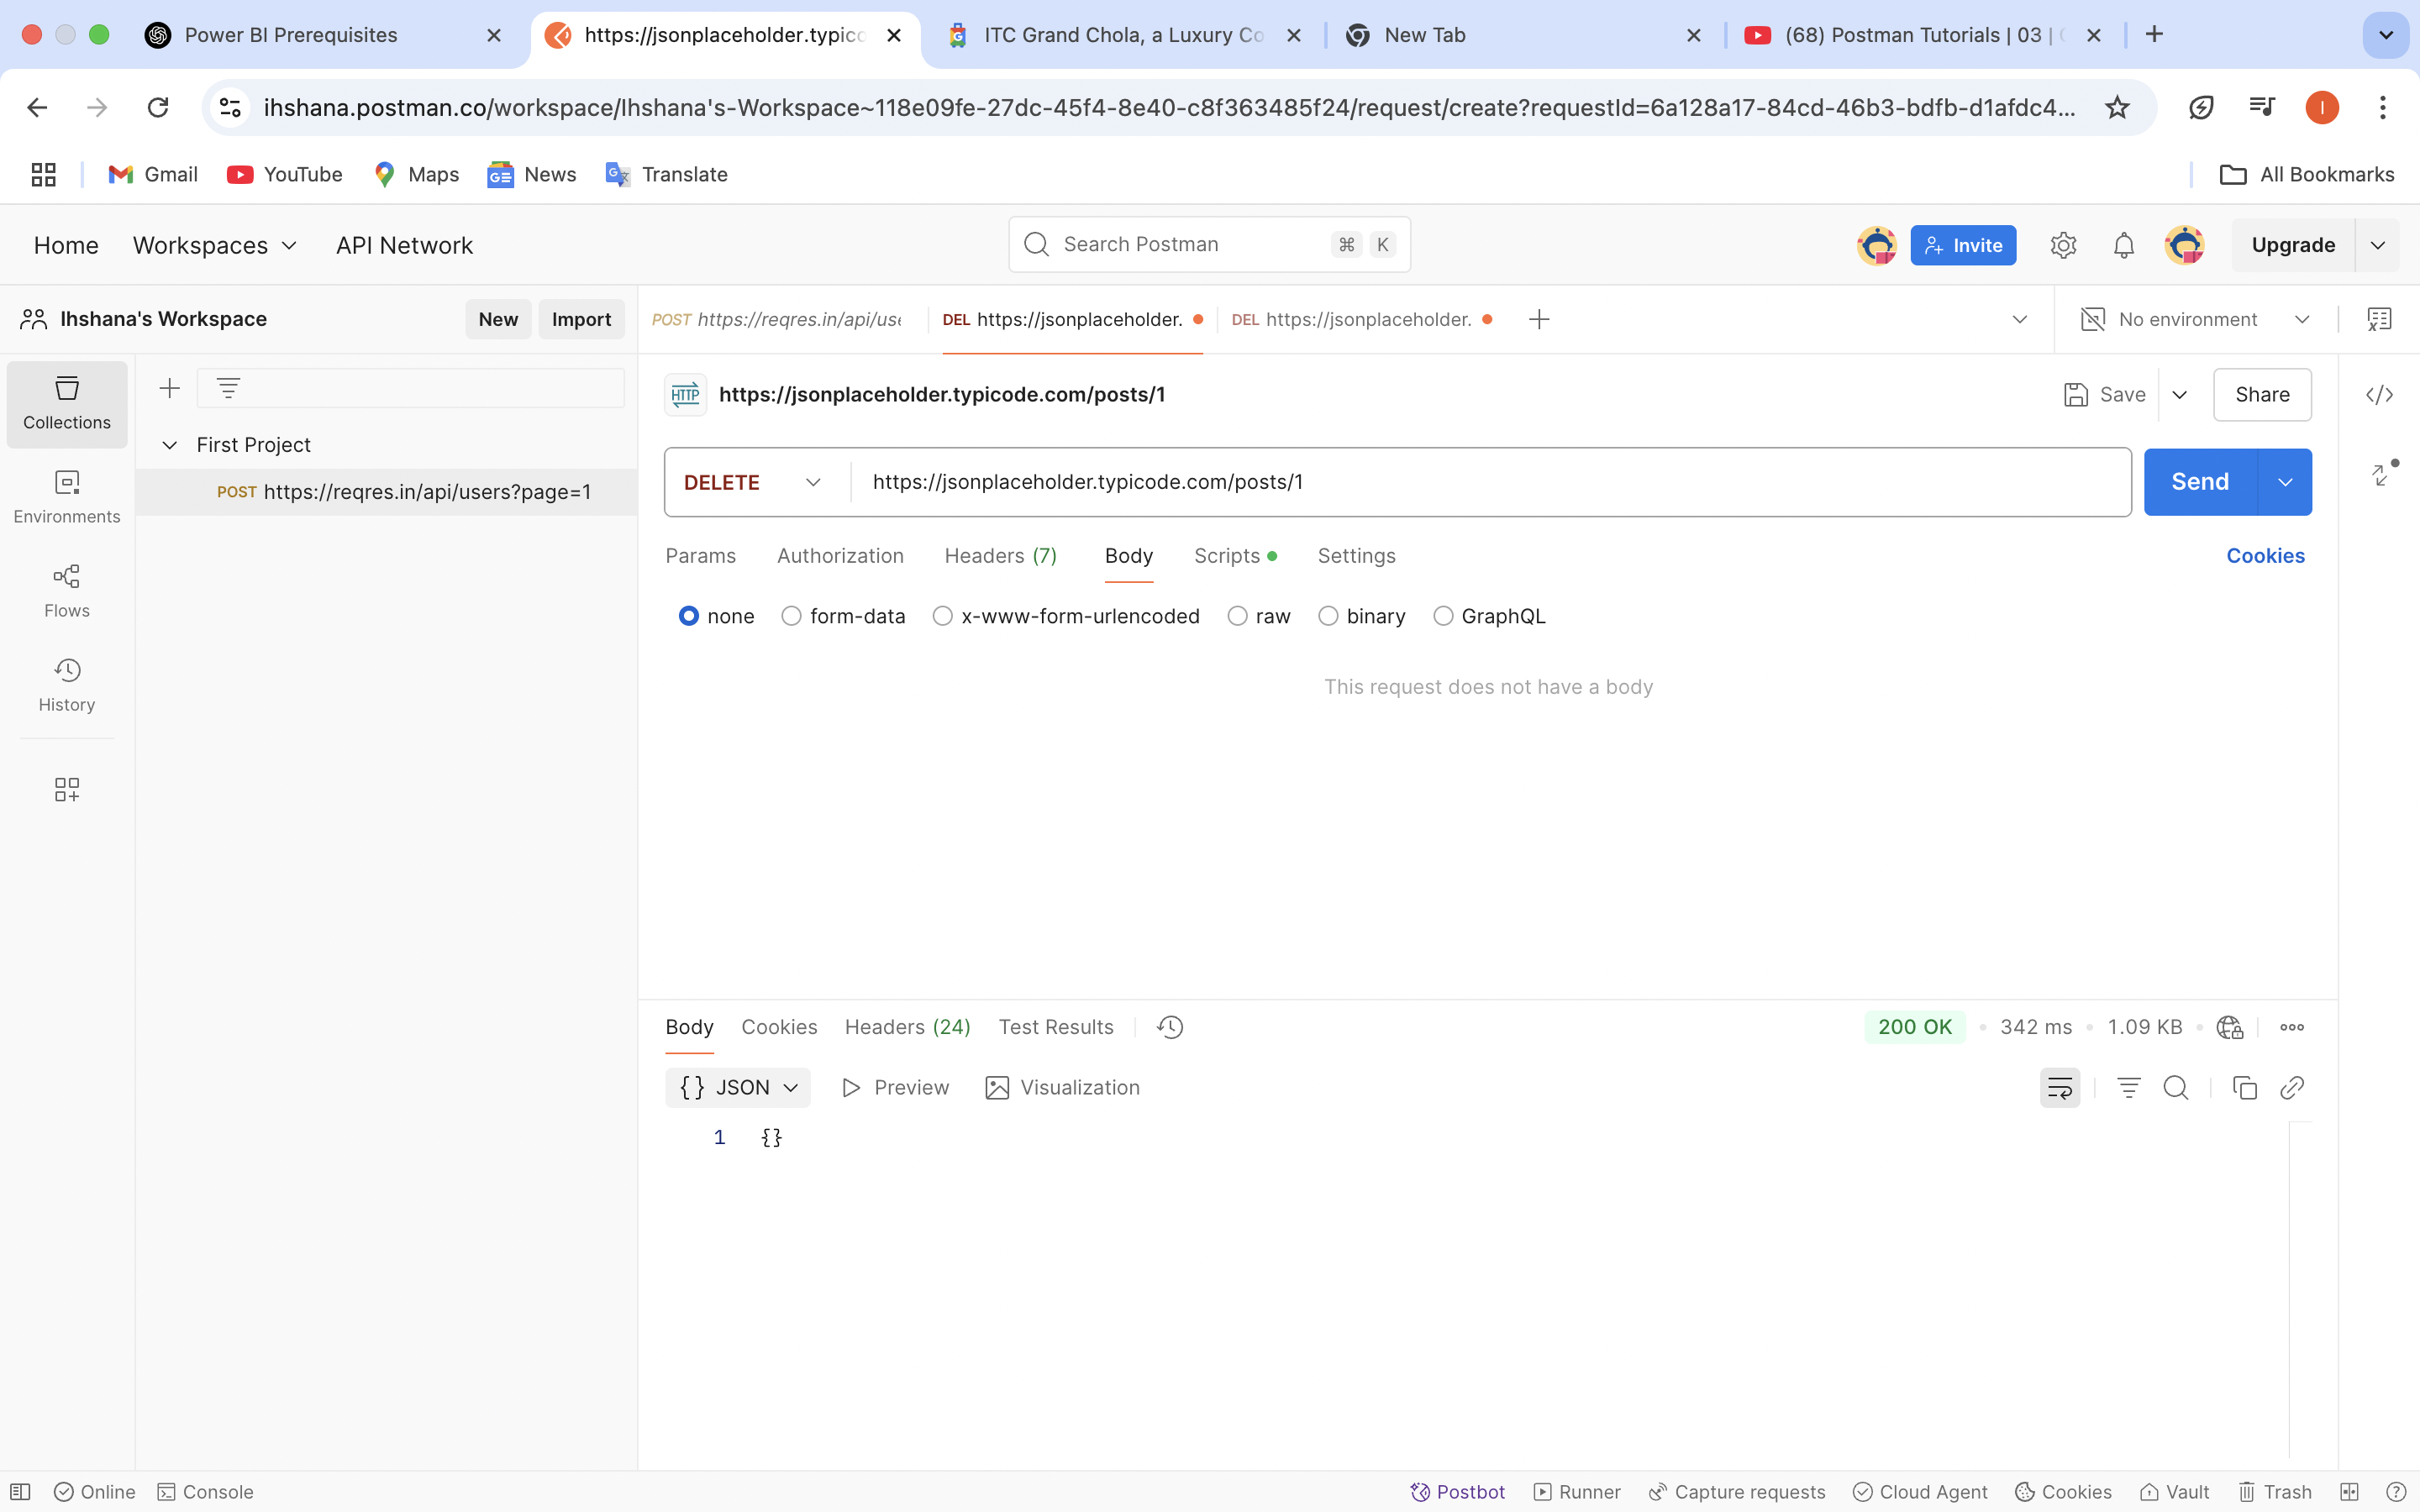 Power BI Prerequisites
https://jsonplaceholder.typic
ITC Grand Chola, a Luxury Co
New Tab
(68) Postman Tutorials | 03 |
ihshana.postman.co/workspace/Ihshana's-Workspace~118e09fe-27dc-45f4-8e40-c8f363485f24/request/create?requestId=6a128a17-84cd-46b3-bdfb-d1afdc4...
I
Gmail
YouTube
Maps
News
Translate
All Bookmarks
Home
Workspaces
API Network
Search Postman
⌘ K
Invite
Upgrade
Ihshana's Workspace
New
Import
POST https://reqres.in/api/use
DEL https://jsonplaceholder.
DEL https://jsonplaceholder.
No environment
Collections
Environments
Flows
History
First Project
POST https://reqres.in/api/users?page=1
HTTP
https://jsonplaceholder.typicode.com/posts/1
Save
Share
DELETE
https://jsonplaceholder.typicode.com/posts/1
Send
Params
Authorization
Headers (7)
Body
Scripts
Settings
Cookies
none
form-data
x-www-form-urlencoded
raw
binary
GraphQL
This request does not have a body
Body
Cookies
Headers (24)
Test Results
200 OK
342 ms
1.09 KB
{} JSON
Preview
Visualization
1 {}
Online
Console
Postbot
Runner
Capture requests
Cloud Agent
Cookies
Vault
Trash